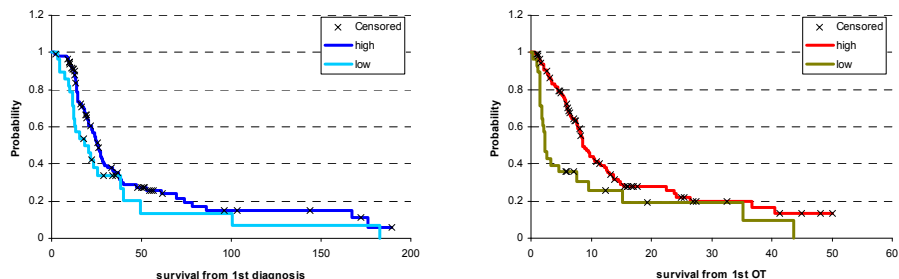 1.2
1
0.8
0.6
0.4
0.2
0
Probability
0 50 100 150 200
survival from 1st diagnosis
Censored
high
low
1.2
1
0.8
0.6
0.4
0.2
0
Probability
0 10 20 30 40 50 60
survival from 1st OT
Censored
high
low